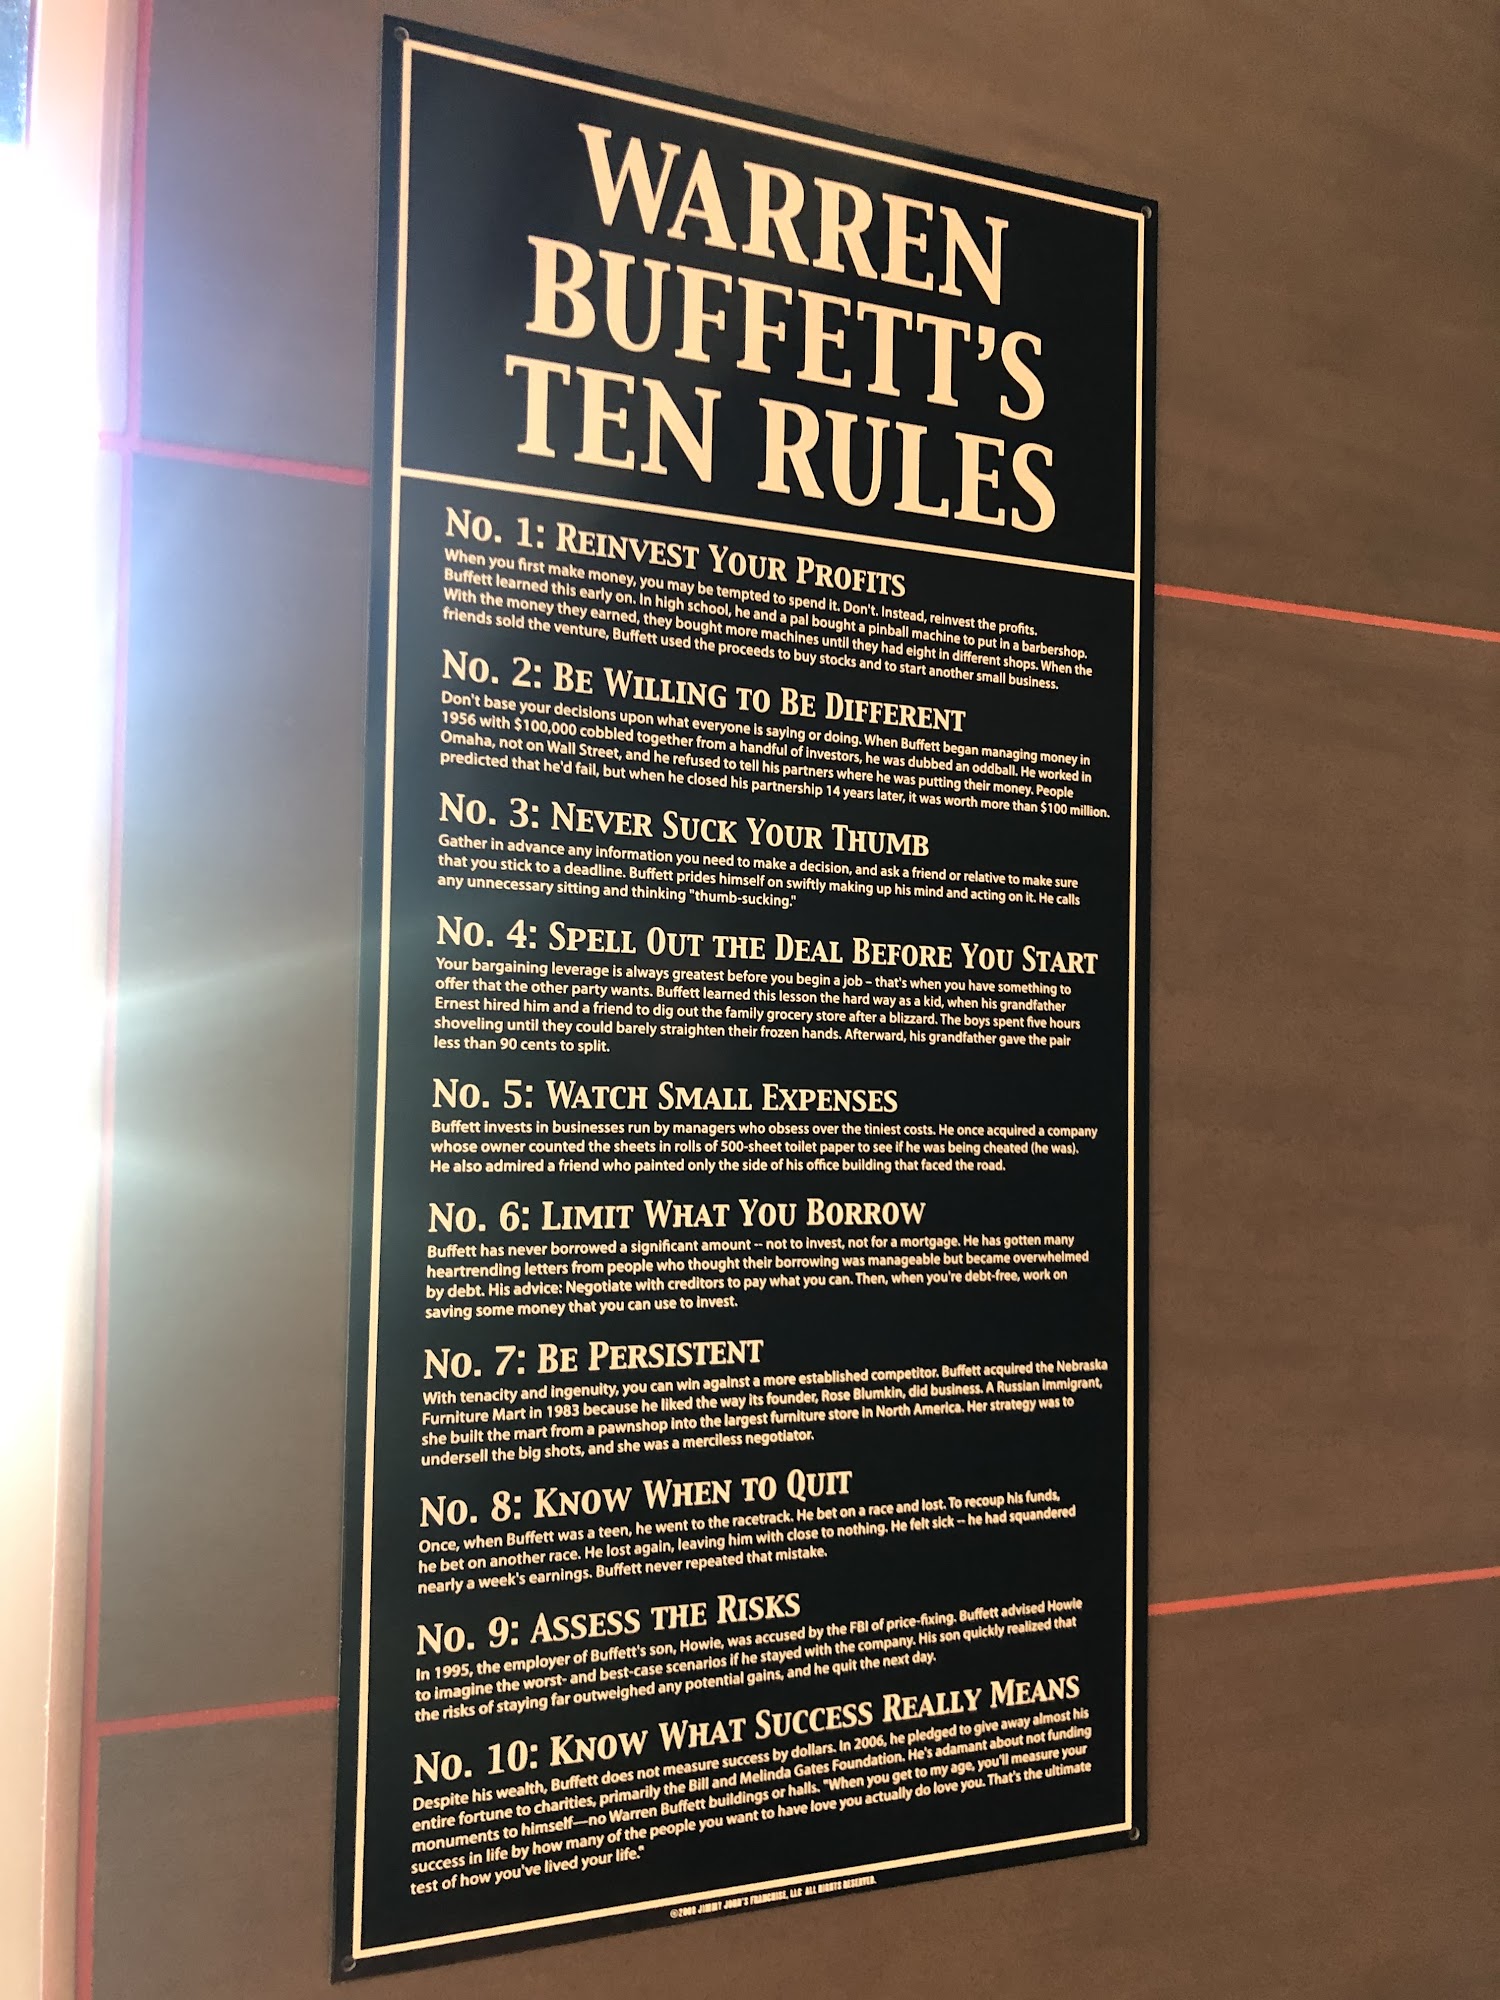 WARREN
BUFFETT'S
TEN RULES
No. 1: Reinvest Your Profits
When you first make money, you may be tempted to spend it. Don't. Instead, reinvest the profits.
Buffett learned this early on. In high school, he and a pal bought a pinball machine to put in a barbershop.
With the money they earned, they bought more machines until they had eight in different shops. When the
friends sold the venture, Buffett used the proceeds to buy stocks and to start another small business.
No. 2: Be Willing to Be Different
Don't base your decisions upon what everyone is saying or doing. When Buffett began managing money in
1956 with $100,000 cobbled together from a handful of investors, he was dubbed an oddball. He worked in
Omaha, not on Wall Street, and he refused to tell his partners where he was putting their money. People
predicted that he'd fail, but when he closed his partnership 14 years later, it was worth more than $100 million.
No. 3: Never Suck Your Thumb
Gather in advance any information you need to make a decision, and ask a friend or relative to make sure
that you stick to a deadline. Buffett prides himself on swiftly making up his mind and acting on it. He calls
any unnecessary sitting and thinking "thumb-sucking."
No. 4: Spell Out the Deal Before You Start
Your bargaining leverage is always greatest before you begin a job – that's when you have something to
offer that the other party wants. Buffett learned this lesson the hard way as a kid, when his grandfather
Ernest hired him and a friend to dig out the family grocery store after a blizzard. The boys spent five hours
shoveling until they could barely straighten their frozen hands. Afterward, his grandfather gave the pair
less than 90 cents to split.
No. 5: Watch Small Expenses
Buffett invests in businesses run by managers who obsess over the tiniest costs. He once acquired a company
whose owner counted the sheets in rolls of 500-sheet toilet paper to see if he was being cheated (he was).
He also admired a friend who painted only the side of his office building that faced the road.
No. 6: Limit What You Borrow
Buffett has never borrowed a significant amount -- not to invest, not for a mortgage. He has gotten many
heartrending letters from people who thought their borrowing was manageable but became overwhelmed
by debt. His advice: Negotiate with creditors to pay what you can. Then, when you're debt-free, work on
saving some money that you can use to invest.
No. 7: Be Persistent
With tenacity and ingenuity, you can win against a more established competitor. Buffett acquired the Nebraska
Furniture Mart in 1983 because he liked the way its founder, Rose Blumkin, did business. A Russian immigrant,
she built the mart from a pawnshop into the largest furniture store in North America. Her strategy was to
undersell the big shots, and she was a merciless negotiator.
No. 8: Know When to Quit
Once, when Buffett was a teen, he went to the racetrack. He bet on a race and lost. To recoup his funds,
he bet on another race. He lost again, leaving him with close to nothing. He felt sick -- he had squandered
nearly a week's earnings. Buffett never repeated that mistake.
No. 9: Assess the Risks
In 1995, the employer of Buffett's son, Howie, was accused by the FBI of price-fixing. Buffett advised Howie
to imagine the worst- and best-case scenarios if he stayed with the company. His son quickly realized that
the risks of staying far outweighed any potential gains, and he quit the next day.
No. 10: Know What Success Really Means
Despite his wealth, Buffett does not measure success by dollars. In 2006, he pledged to give away almost his
entire fortune to charities, primarily the Bill and Melinda Gates Foundation. He's adamant about not funding
monuments to himself—no Warren Buffett buildings or halls. "When you get to my age, you'll measure your
success in life by how many of the people you want to have love you actually do love you. That's the ultimate
test of how you've lived your life."
©2008 JIMMY JOHN'S FRANCHISE, LLC ALL RIGHTS RESERVED.